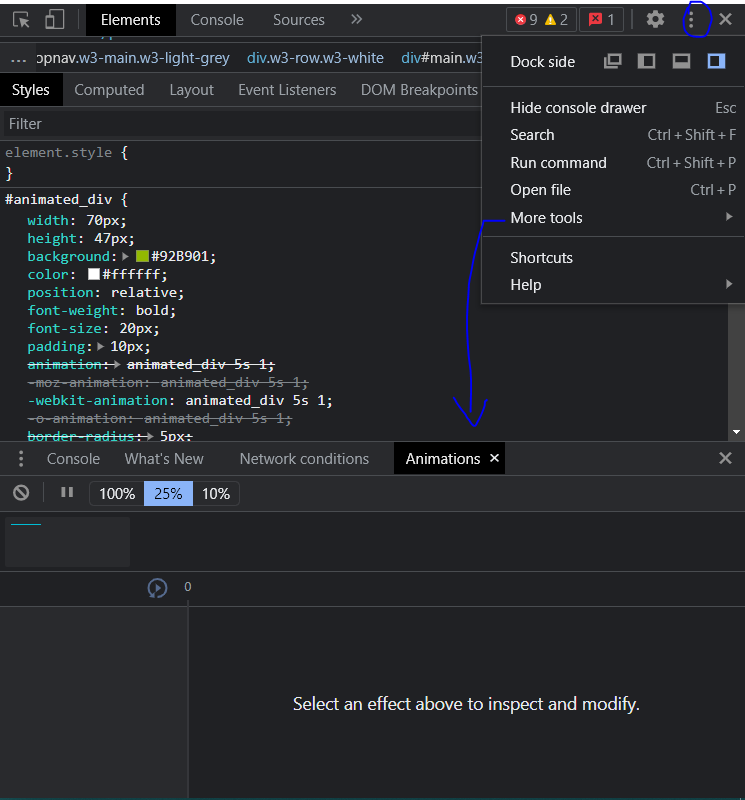 Elements Console Sources » 9 2 1
... opnav.w3-main.w3-light-grey div.w3-row.w3-white div#main.w3
Dock side
Styles Computed Layout Event Listeners DOM Breakpoints
Hide console drawer Esc
Filter
Search Ctrl + Shift + F
element.style {
Run command Ctrl + Shift + P
}
Open file Ctrl + P
#animated_div {
More tools
width: 70px;
height: 47px;
background: #92B901;
Shortcuts
color: #ffffff;
Help
position: relative;
font-weight: bold;
font-size: 20px;
padding: 10px;
animation: animated_div 5s 1;
-moz-animation: animated_div 5s 1;
-webkit-animation: animated_div 5s 1;
-o-animation: animated_div 5s 1;
border-radius: 5px;
Console What's New Network conditions Animations
100% 25% 10%
0
Select an effect above to inspect and modify.